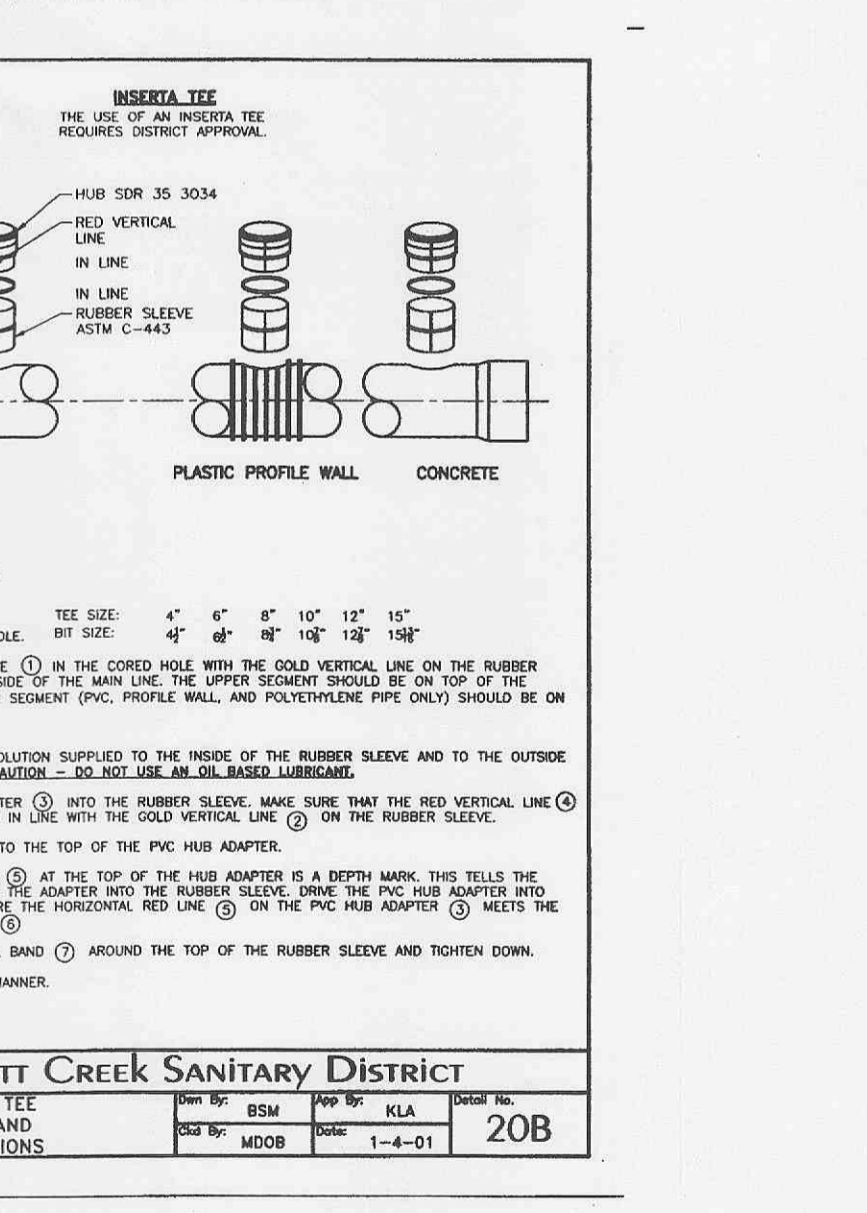 INSERTA TEE
THE USE OF AN INSERTA TEE
REQUIRES DISTRICT APPROVAL.
HUB SDR 35 3034
RED VERTICAL
LINE
IN LINE
IN LINE
RUBBER SLEEVE
ASTM C-443
PLASTIC PROFILE WALL CONCRETE
TEE SIZE: 4" 6" 8" 10" 12" 15"
OLE. BIT SIZE:
E ① IN THE CORED HOLE WITH THE GOLD VERTICAL LINE ON THE RUBBER
SIDE OF THE MAIN LINE. THE UPPER SEGMENT SHOULD BE ON TOP OF THE
SEGMENT (PVC, PROFILE WALL, AND POLYETHYLENE PIPE ONLY) SHOULD BE ON
OLUTION SUPPLIED TO THE INSIDE OF THE RUBBER SLEEVE AND TO THE OUTSIDE
AUTION – DO NOT USE AN OIL BASED LUBRICANT.
TER ③ INTO THE RUBBER SLEEVE. MAKE SURE THAT THE RED VERTICAL LINE ④
IN LINE WITH THE GOLD VERTICAL LINE ② ON THE RUBBER SLEEVE.
TO THE TOP OF THE PVC HUB ADAPTER.
⑤ AT THE TOP OF THE HUB ADAPTER IS A DEPTH MARK. THIS TELLS THE
THE ADAPTER INTO THE RUBBER SLEEVE. DRIVE THE PVC HUB ADAPTER INTO
RE THE HORIZONTAL RED LINE ⑤ ON THE PVC HUB ADAPTER ③ MEETS THE
⑥
BAND ⑦ AROUND THE TOP OF THE RUBBER SLEEVE AND TIGHTEN DOWN.
MANNER.
TT CREEK SANITARY DISTRICT
TEE
AND
IONS
Dwn By: BSM App By: KLA Detail No.
Ckd By: MDOB Date: 1-4-01 20B